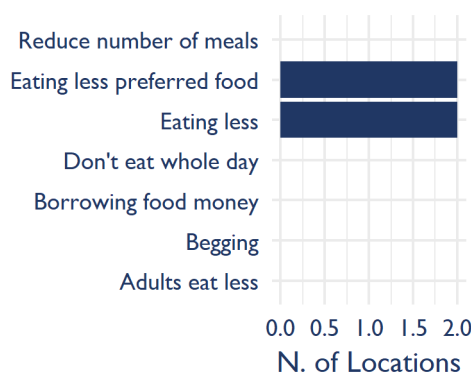 Reduce number of meals
Eating less preferred food
Eating less
Don't eat whole day
Borrowing food money
Begging
Adults eat less
0.0 0.5 1.0 1.5 2.0
N. of Locations